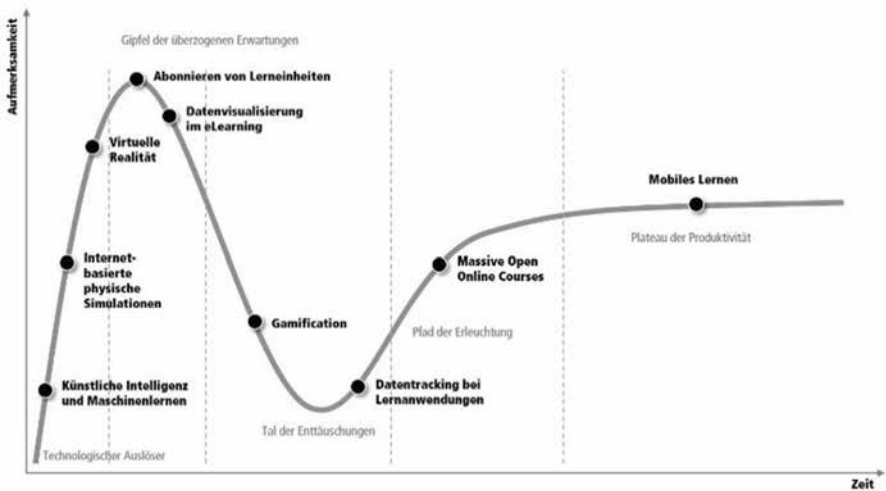 Aufmerksamkeit
Gipfel der überzogenen Erwartungen
Abonnieren von Lerneinheiten
Datenvisualisierung
im eLearning
Virtuelle
Realität
Mobiles Lernen
Plateau der Produktivität
Internet-
basierte
physische
Simulationen
Massive Open
Online Courses
Gamification
Pfad der Erleuchtung
Künstliche Intelligenz
und Maschinenlernen
Datentracking bei
Lernanwendungen
Tal der Enttäuschungen
Technologischer Auslöser
Zeit